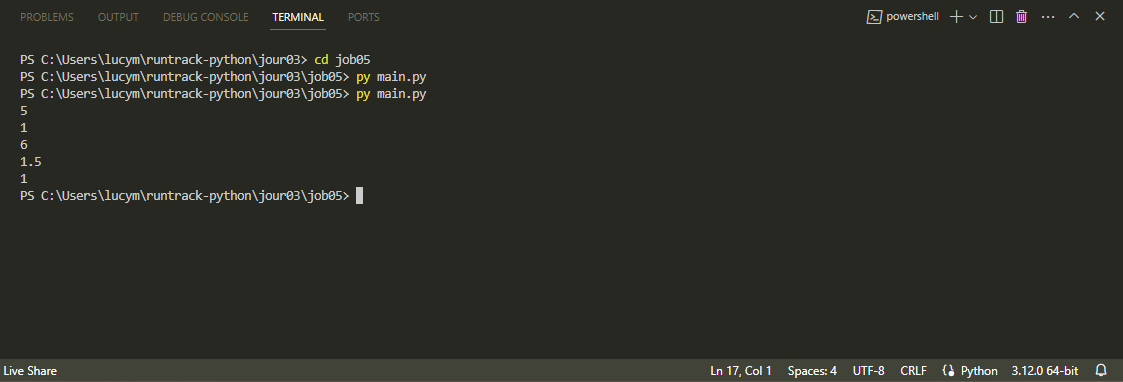 PROBLEMS OUTPUT DEBUG CONSOLE TERMINAL PORTS powershell
PS C:\Users\lucym\runtrack-python\jour03> cd job05
PS C:\Users\lucym\runtrack-python\jour03\job05> py main.py
PS C:\Users\lucym\runtrack-python\jour03\job05> py main.py
5
1
6
1.5
1
PS C:\Users\lucym\runtrack-python\jour03\job05>
Live Share Ln 17, Col 1 Spaces: 4 UTF-8 CRLF Python 3.12.0 64-bit